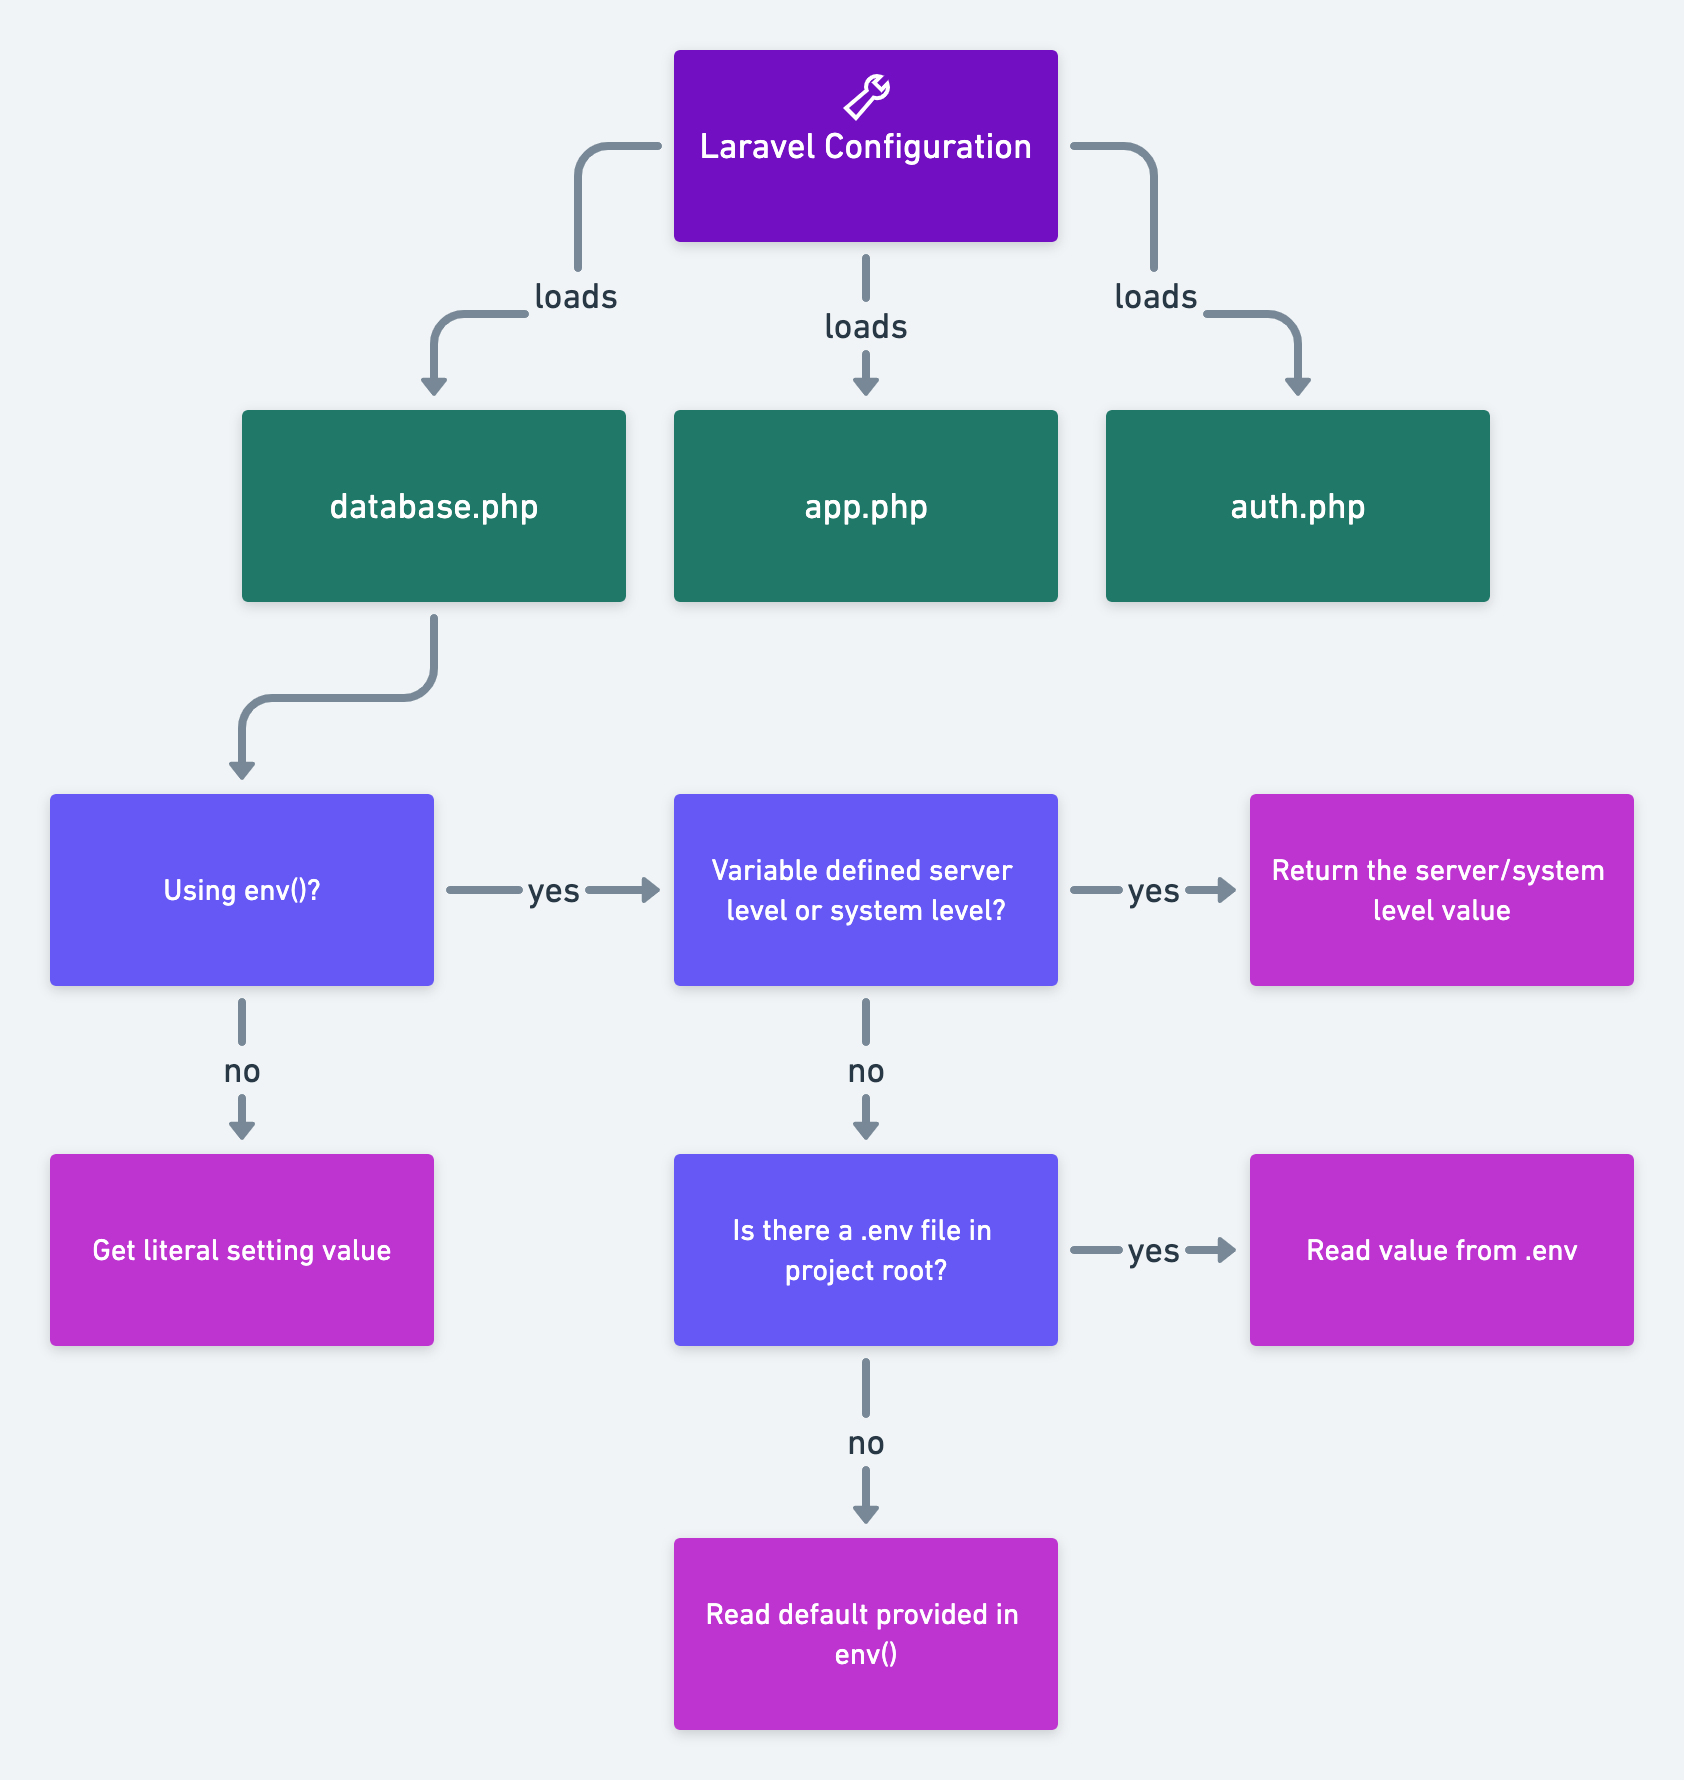 Laravel Configuration
loads
loads
loads
database.php
app.php
auth.php
Using env()?
yes
Variable defined server
level or system level?
yes
Return the server/system
level value
no
no
Get literal setting value
Is there a .env file in
project root?
yes
Read value from .env
no
Read default provided in
env()